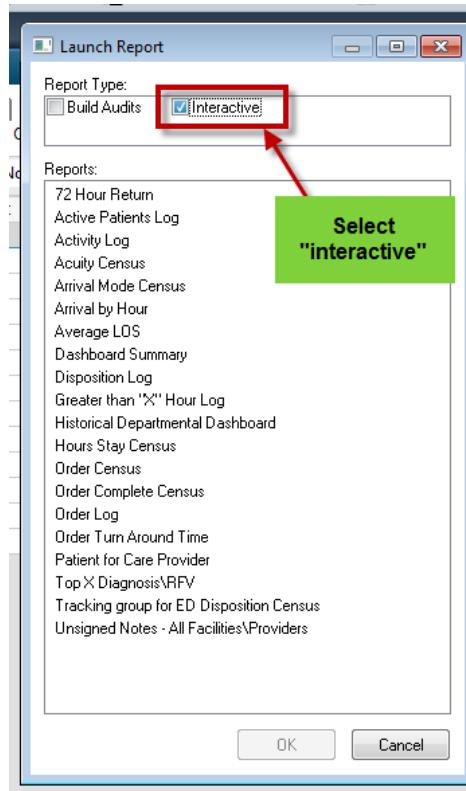 Launch Report
Report Type:
Build Audits Interactive
Reports:
72 Hour Return
Active Patients Log
Activity Log
Acuity Census
Arrival Mode Census
Arrival by Hour
Average LOS
Dashboard Summary
Disposition Log
Greater than "X" Hour Log
Historical Departmental Dashboard
Hours Stay Census
Order Census
Order Complete Census
Order Log
Order Turn Around Time
Patient for Care Provider
Top X Diagnosis\RFV
Tracking group for ED Disposition Census
Unsigned Notes - All Facilities\Providers
Select
"interactive"
OK Cancel